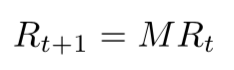 R_{t+1} = MR_t